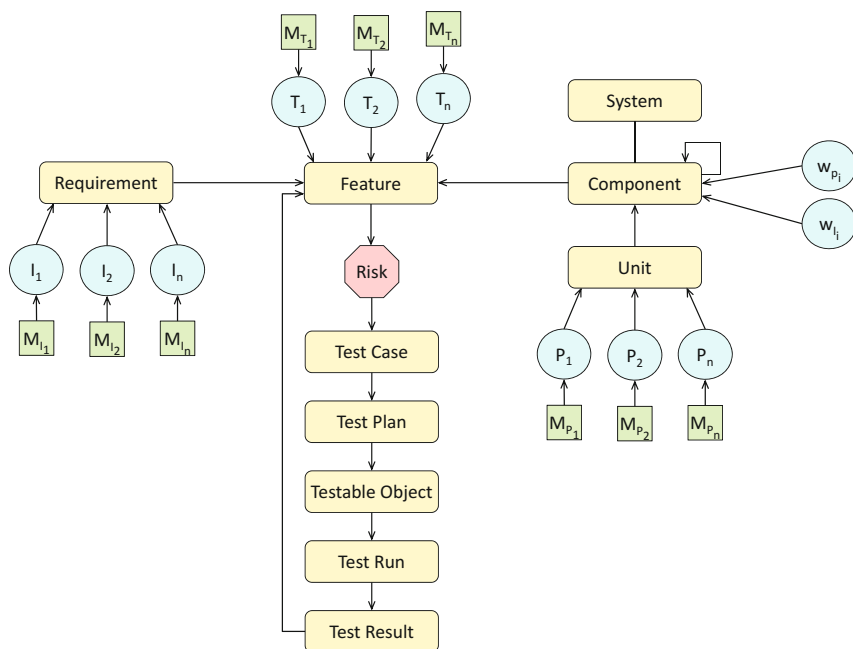 M_T₁
M_T₂
M_Tₙ
T₁
T₂
Tₙ
System
Requirement
Feature
Component
w_pᵢ
w_Iᵢ
I₁
I₂
Iₙ
Risk
Unit
M_I₁
M_I₂
M_Iₙ
Test Case
P₁
P₂
Pₙ
Test Plan
M_P₁
M_P₂
M_Pₙ
Testable Object
Test Run
Test Result